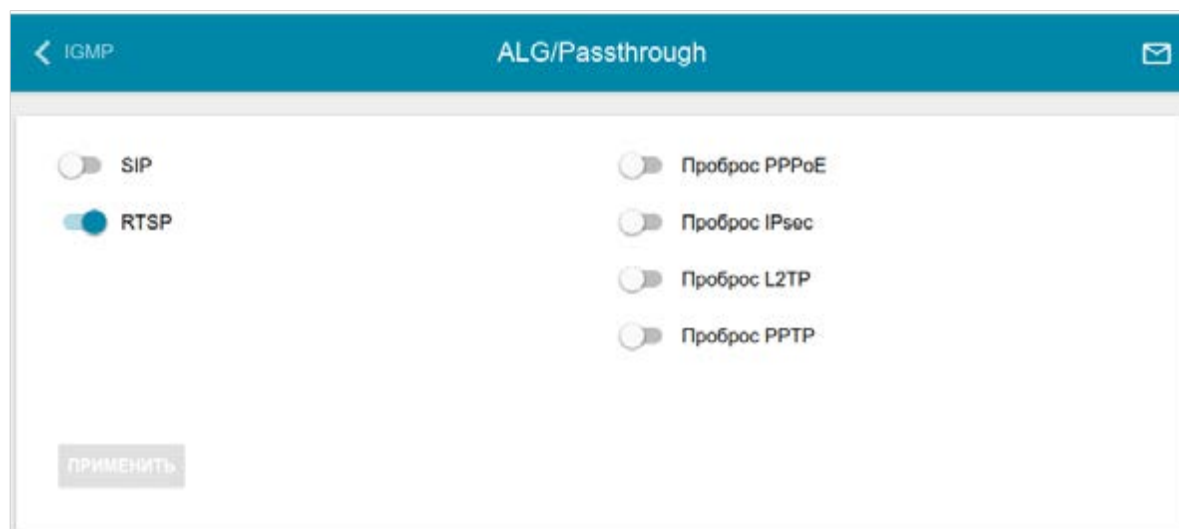 IGMP
ALG/Passthrough
SIP
Проброс PPPoE
RTSP
Проброс IPsec
Проброс L2TP
Проброс PPTP
ПРИМЕНИТЬ